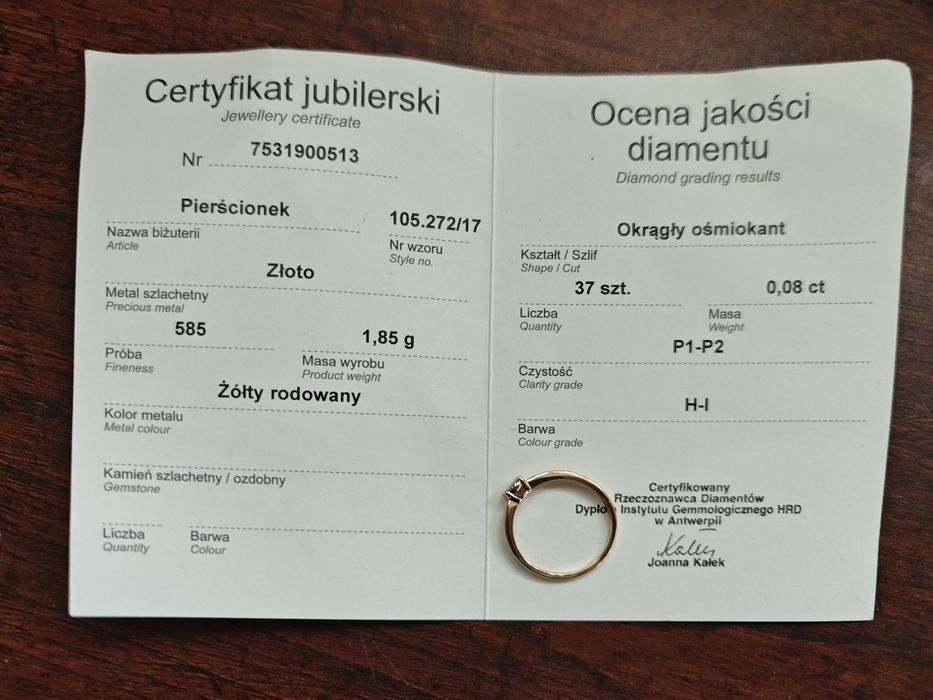 Certyfikat jubilerski
Jewellery certificate
Nr 7531900513
Pierścionek 105.272/17
Nazwa biżuterii Nr wzoru
Article Style no.
Złoto
Metal szlachetny
Precious metal
585 1,85 g
Próba Masa wyrobu
Fineness Product weight
Żółty rodowany
Kolor metalu
Metal colour
Kamień szlachetny / ozdobny
Gemstone
Liczba Barwa
Quantity Colour
Ocena jakości
diamentu
Diamond grading results
Okrągły ośmiokant
Kształt / Szlif
Shape / Cut
37 szt. 0,08 ct
Liczba Masa
Quantity Weight
P1-P2
Czystość
Clarity grade
H-I
Barwa
Colour grade
Certyfikowany
Rzeczoznawca Diamentów
Instytutu Gemmologicznego HRD
w Antwerpii
Joanna Kałek